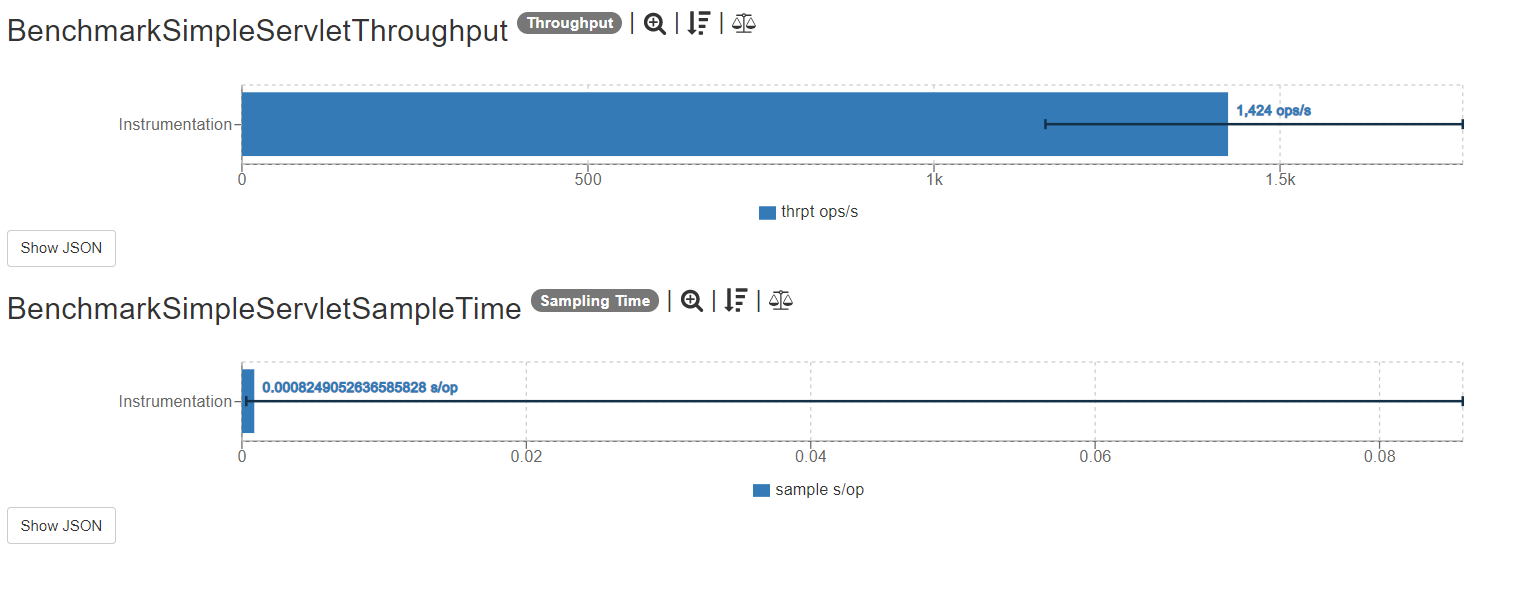 BenchmarkSimpleServletThroughput Throughput | | |
1,424 ops/s
Instrumentation
0 500 1k 1.5k
thrpt ops/s
Show JSON
BenchmarkSimpleServletSampleTime Sampling Time | | |
0.0008249052636585828 s/op
Instrumentation
0 0.02 0.04 0.06 0.08
sample s/op
Show JSON